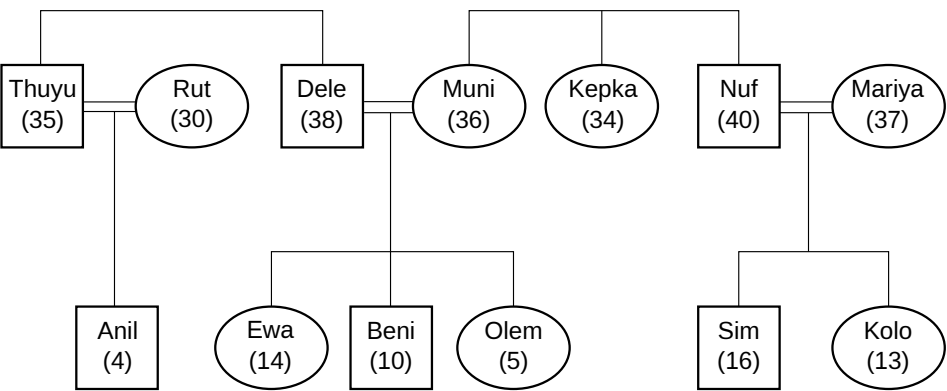 Thuyu
(35)
Rut
(30)
Dele
(38)
Muni
(36)
Kepka
(34)
Nuf
(40)
Mariya
(37)
Anil
(4)
Ewa
(14)
Beni
(10)
Olem
(5)
Sim
(16)
Kolo
(13)